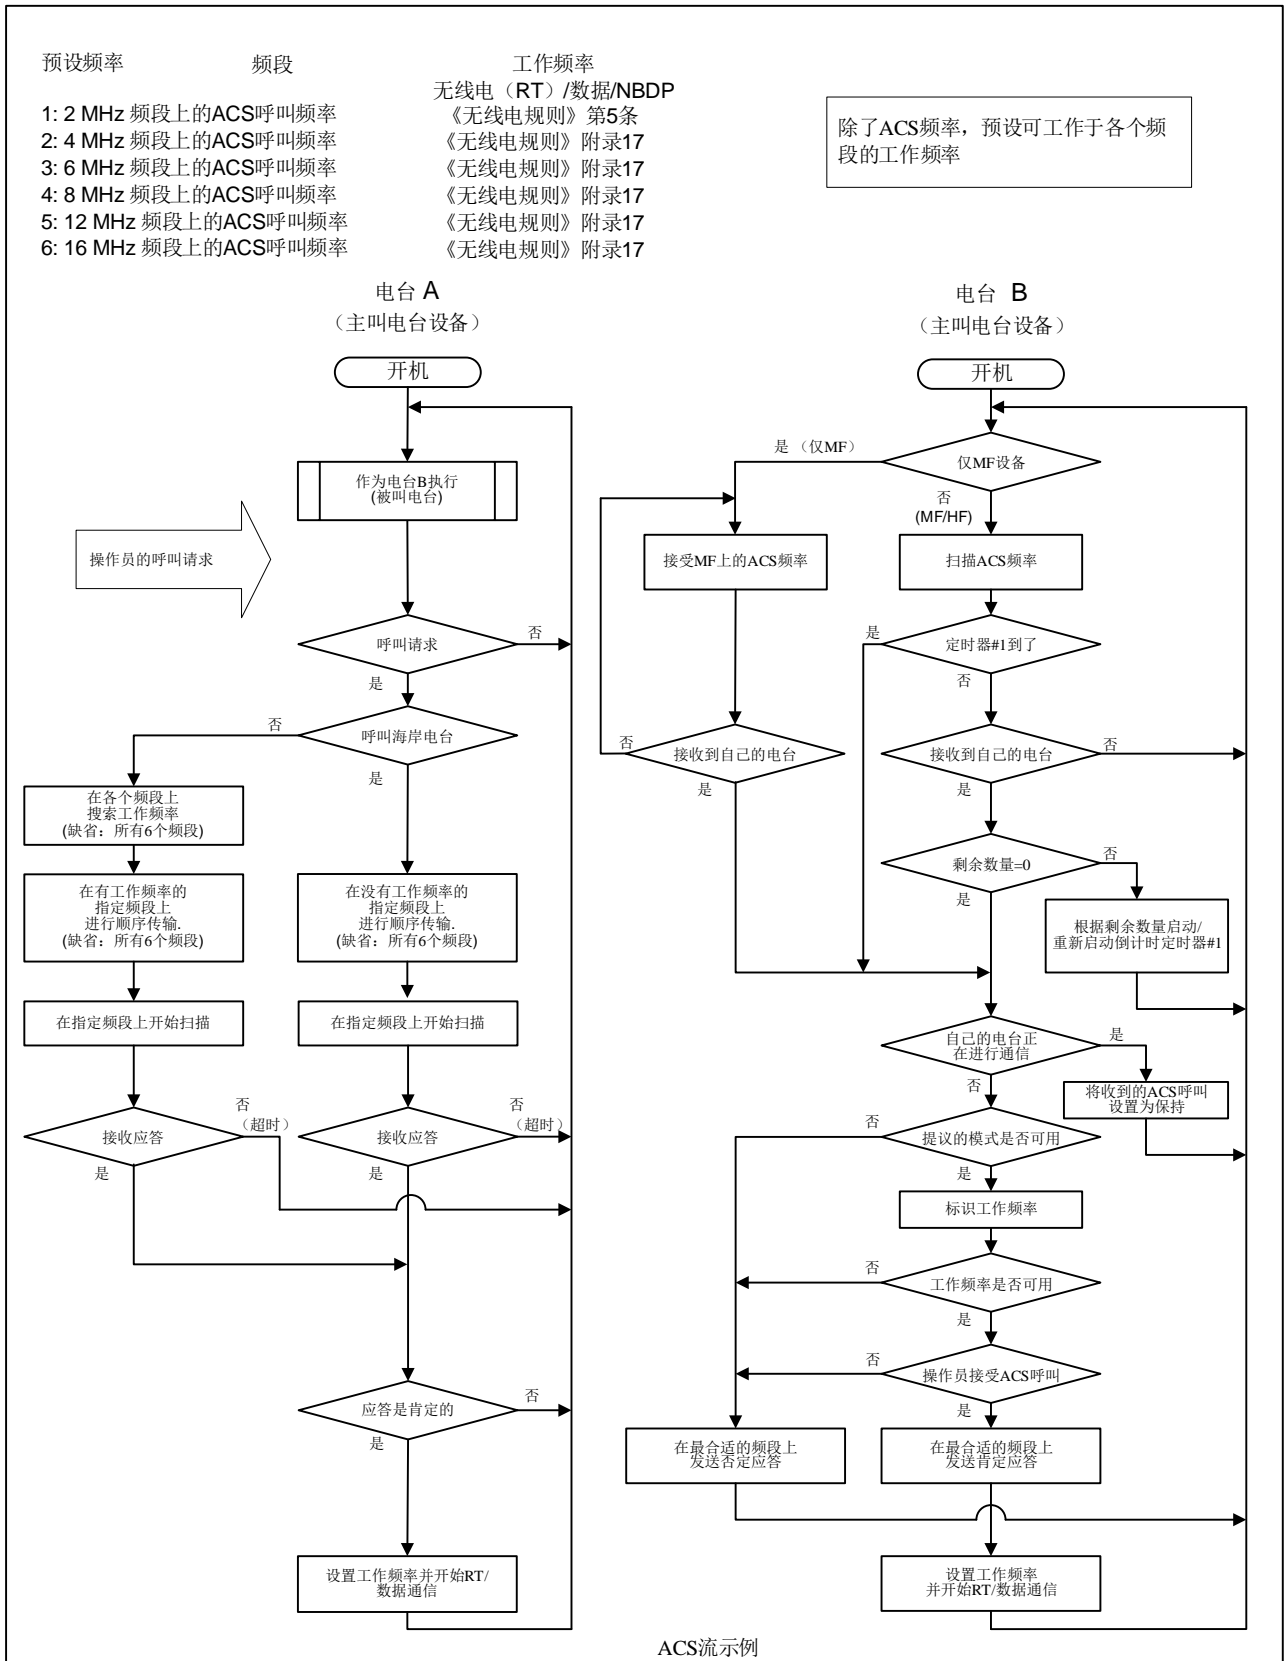 预设频率 频段 工作频率
无线电（RT）/数据/NBDP
1: 2 MHz 频段上的ACS呼叫频率 《无线电规则》第5条
2: 4 MHz 频段上的ACS呼叫频率 《无线电规则》附录17
3: 6 MHz 频段上的ACS呼叫频率 《无线电规则》附录17
4: 8 MHz 频段上的ACS呼叫频率 《无线电规则》附录17
5: 12 MHz 频段上的ACS呼叫频率 《无线电规则》附录17
6: 16 MHz 频段上的ACS呼叫频率 《无线电规则》附录17
除了ACS频率，预设可工作于各个频
段的工作频率
电台 A
（主叫电台设备）
开机
作为电台B执行
(被叫电台)
操作员的呼叫请求
呼叫请求
否
是
呼叫海岸电台
否
是
在各个频段上
搜索工作频率
(缺省：所有6个频段)
在有工作频率的
指定频段上
进行顺序传输.
(缺省：所有6个频段)
在没有工作频率的
指定频段上
进行顺序传输.
(缺省：所有6个频段)
在指定频段上开始扫描
在指定频段上开始扫描
接收应答
否
（超时）
是
接收应答
否
（超时）
是
应答是肯定的
否
是
设置工作频率并开始RT/
数据通信
电台 B
（主叫电台设备）
开机
是 （仅MF）
仅MF设备
否
(MF/HF)
接受MF上的ACS频率
扫描ACS频率
是
定时器#1到了
否
否
接收到自己的电台
是
接收到自己的电台
否
是
剩余数量=0
否
是
根据剩余数量启动/
重新启动倒计时定时器#1
自己的电台正
在进行通信
是
否
将收到的ACS呼叫
设置为保持
否
提议的模式是否可用
是
标识工作频率
否
工作频率是否可用
是
否
操作员接受ACS呼叫
是
在最合适的频段上
发送否定应答
在最合适的频段上
发送肯定应答
设置工作频率
并开始RT/数据通信
ACS流示例